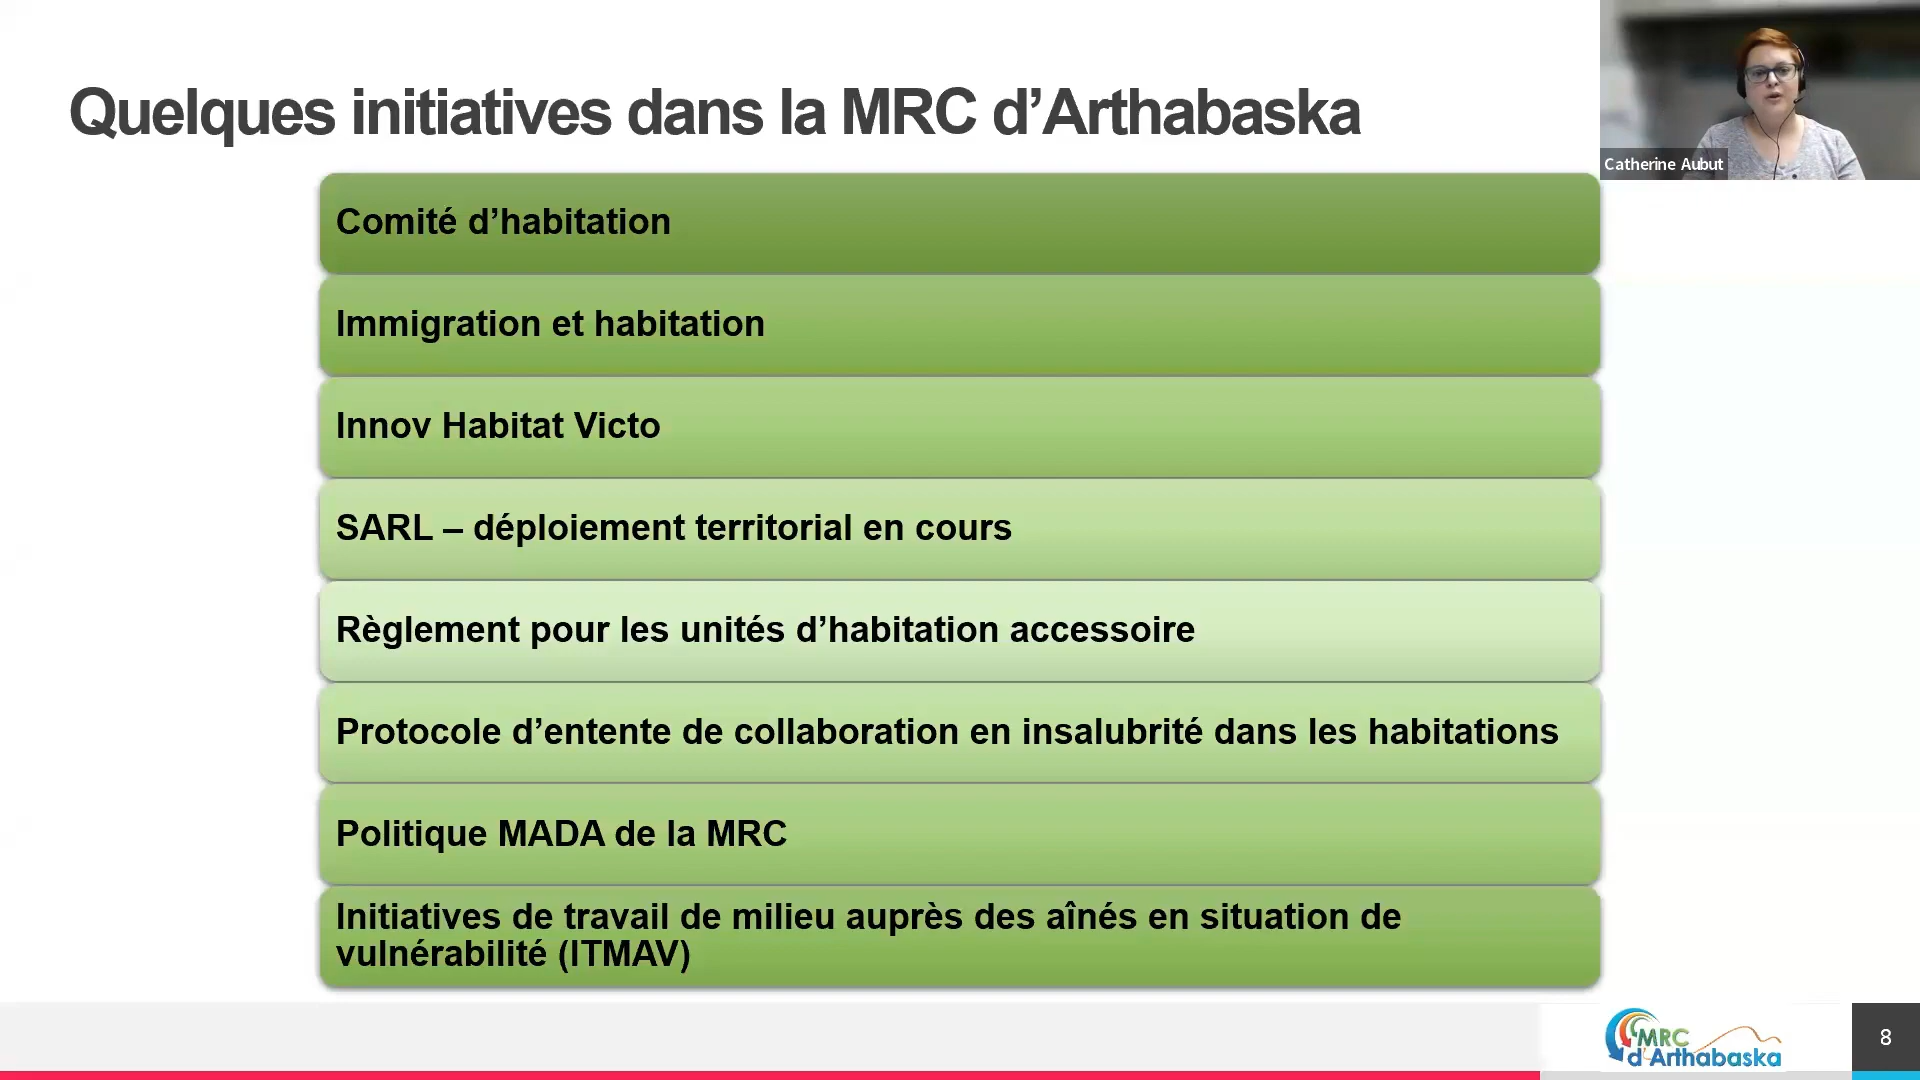 Quelques initiatives dans la MRC d’Arthabaska
Catherine Aubut
Comité d’habitation
Immigration et habitation
Innov Habitat Victo
SARL – déploiement territorial en cours
Règlement pour les unités d’habitation accessoire
Protocole d’entente de collaboration en insalubrité dans les habitations
Politique MADA de la MRC
Initiatives de travail de milieu auprès des aînés en situation de
vulnérabilité (ITMAV)
MRC
d'Arthabaska
8